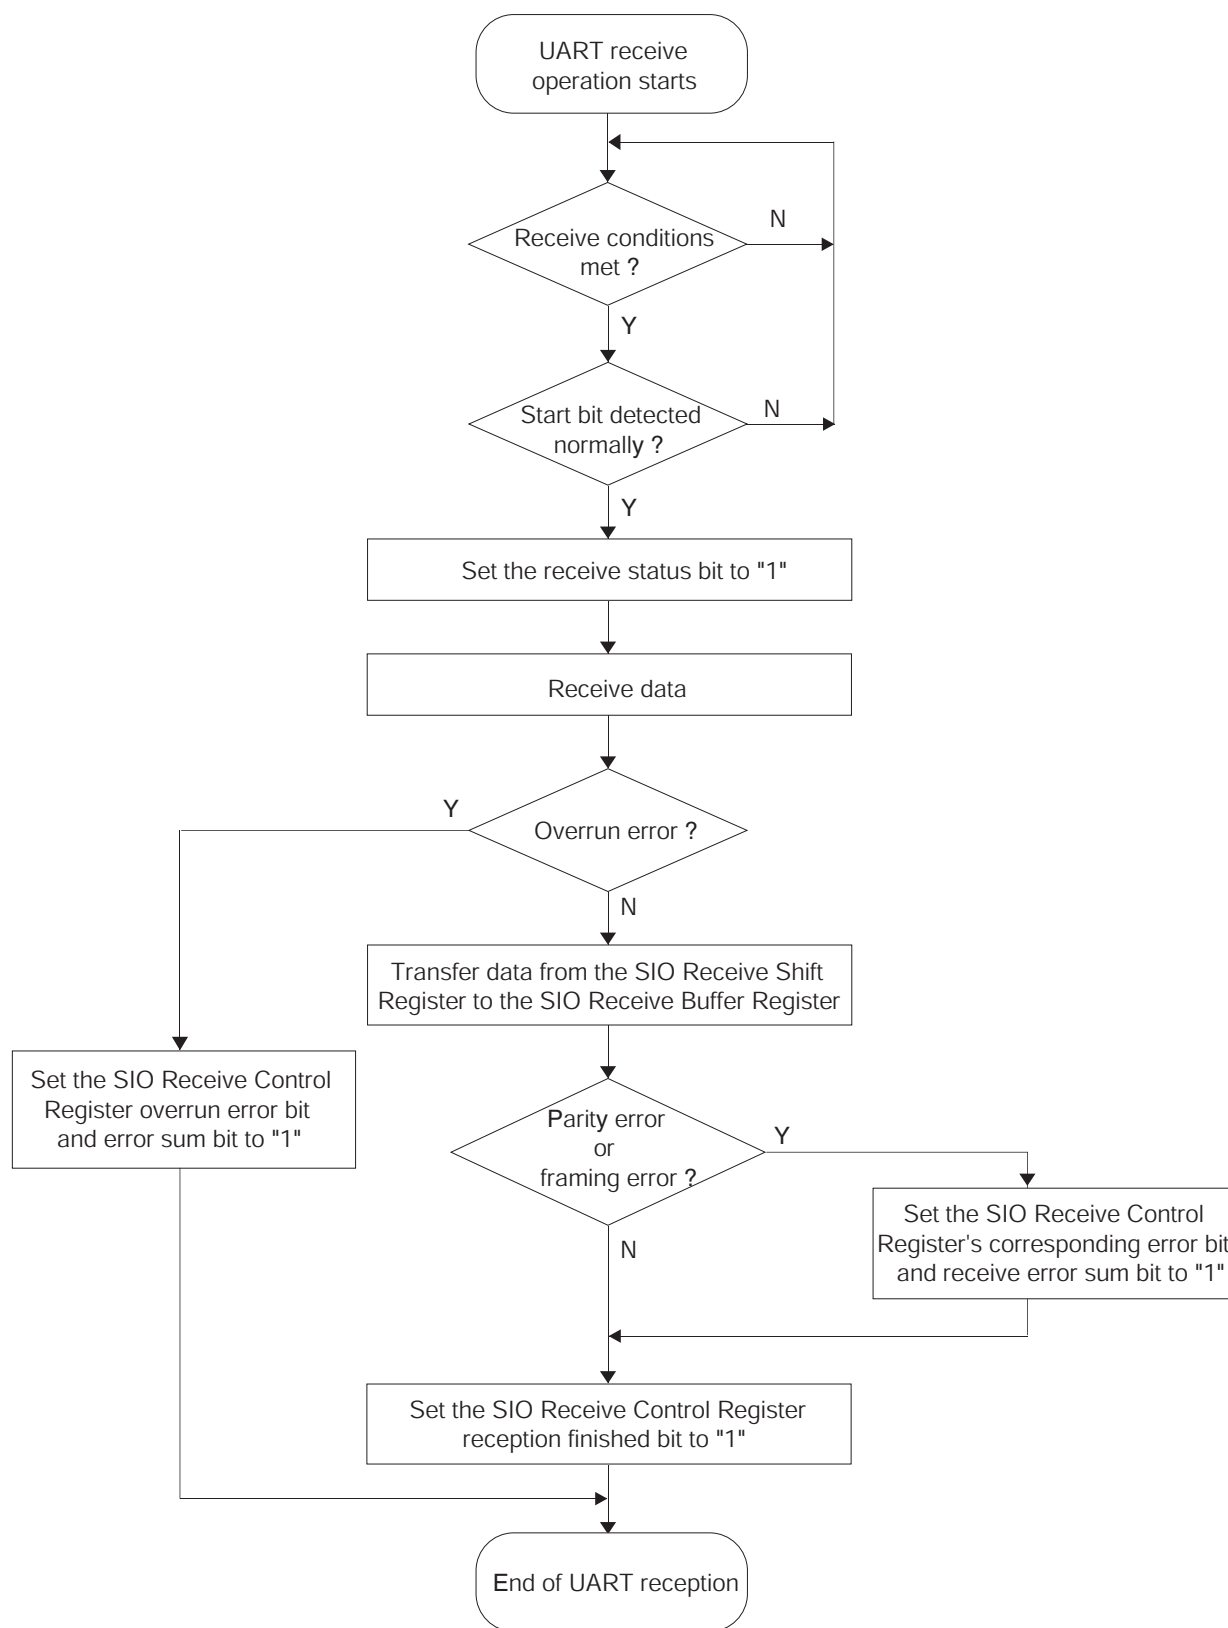 UART receive
operation starts
N
Receive conditions
met ?
Y
Start bit detected
normally ?
N
Y
Set the receive status bit to "1"
Receive data
Y
Overrun error ?
N
Transfer data from the SIO Receive Shift
Register to the SIO Receive Buffer Register
Set the SIO Receive Control
Register overrun error bit
and error sum bit to "1"
Parity error
or
framing error ?
Y
N
Set the SIO Receive Control
Register's corresponding error bit
and receive error sum bit to "1"
Set the SIO Receive Control Register
reception finished bit to "1"
End of UART reception